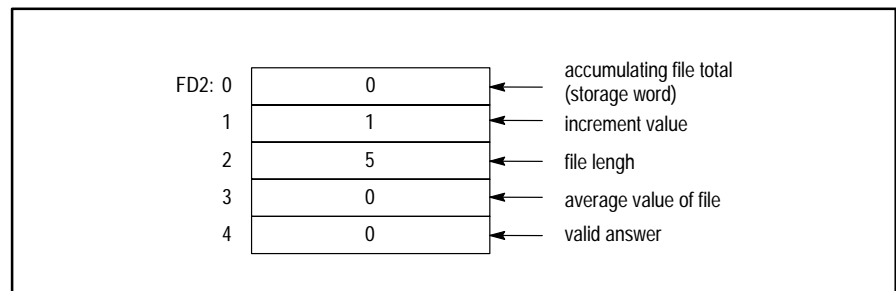 FD2: 0 0 accumulating file total
(storage word)
1 1 increment value
2 5 file lengh
3 0 average value of file
4 0 valid answer